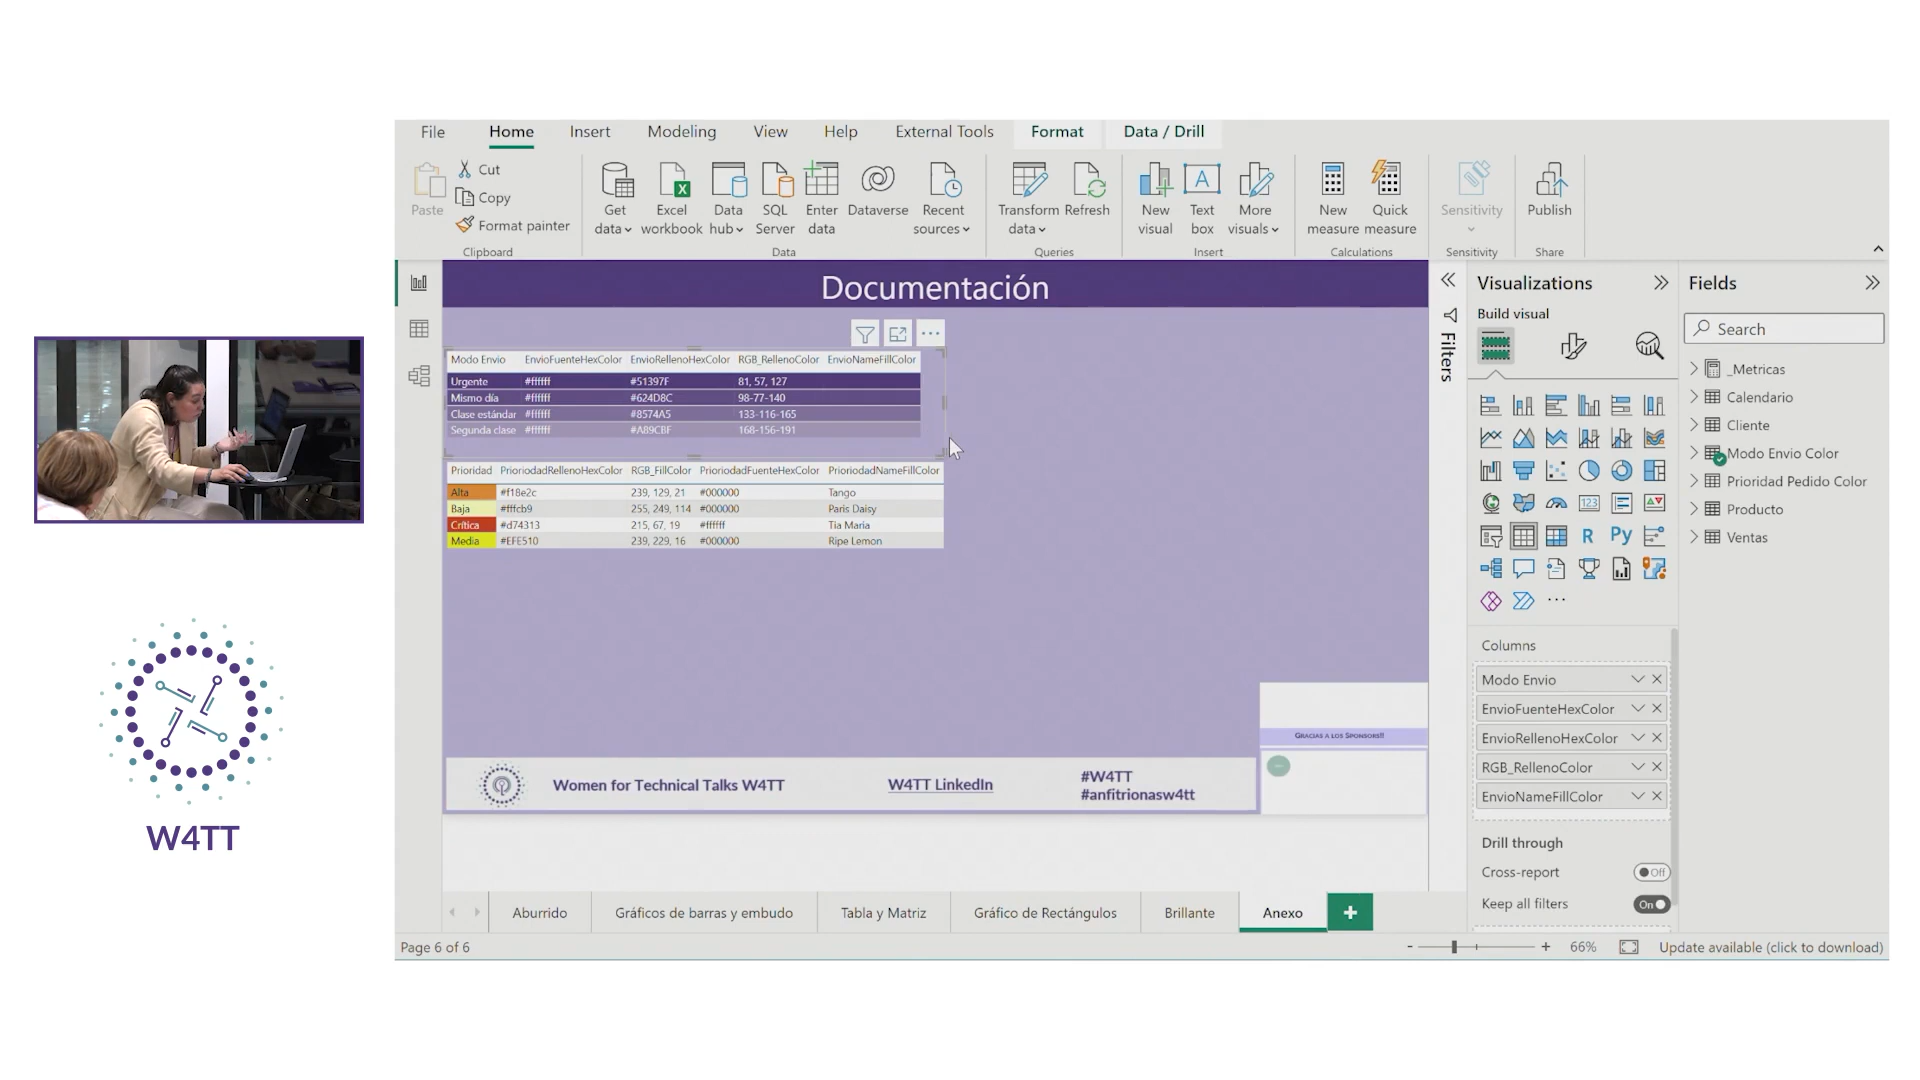 File Home Insert Modeling View Help External Tools Format Data / Drill
Paste
Cut
Copy
Format painter
Clipboard
Get data
Excel workbook
Data hub
SQL Server
Enter data
Dataverse
Recent sources
Data
Transform data
Refresh
Queries
New visual
Text box
More visuals
Insert
New measure
Quick measure
Calculations
Sensitivity
Sensitivity
Publish
Share
Documentación
Modo Envio EnvioFuenteHexColor EnvioRellenoHexColor RGB_RellenoColor EnvioNameFillColor
Urgente #ffffff #51397F 81, 57, 127
Mismo día #ffffff #624D8C 98-77-140
Clase estándar #ffffff #8574A5 133-116-165
Segunda clase #ffffff #A89CBF 168-156-191
Prioridad PrioriodadRellenoHexColor RGB_FillColor PrioriodadFuenteHexColor PrioriodadNameFillColor
Alta #f18e2c 239, 129, 21 #000000 Tango
Baja #fffcb9 255, 249, 114 #000000 Paris Daisy
Crítica #d74313 215, 67, 19 #ffffff Tia Maria
Media #EFE510 239, 229, 16 #000000 Ripe Lemon
GRACIAS A LOS SPONSORS!!
Women for Technical Talks W4TT
W4TT LinkedIn
#W4TT
#anfitrionasw4tt
W4TT
Filters
Visualizations
Build visual
123
R
Py
Columns
Modo Envio
EnvioFuenteHexColor
EnvioRellenoHexColor
RGB_RellenoColor
EnvioNameFillColor
Drill through
Cross-report Off
Keep all filters On
Fields
Search
_Metricas
Calendario
Cliente
Modo Envio Color
Prioridad Pedido Color
Producto
Ventas
Aburrido Gráficos de barras y embudo Tabla y Matriz Gráfico de Rectángulos Brillante Anexo
Page 6 of 6
- + 66% Update available (click to download)